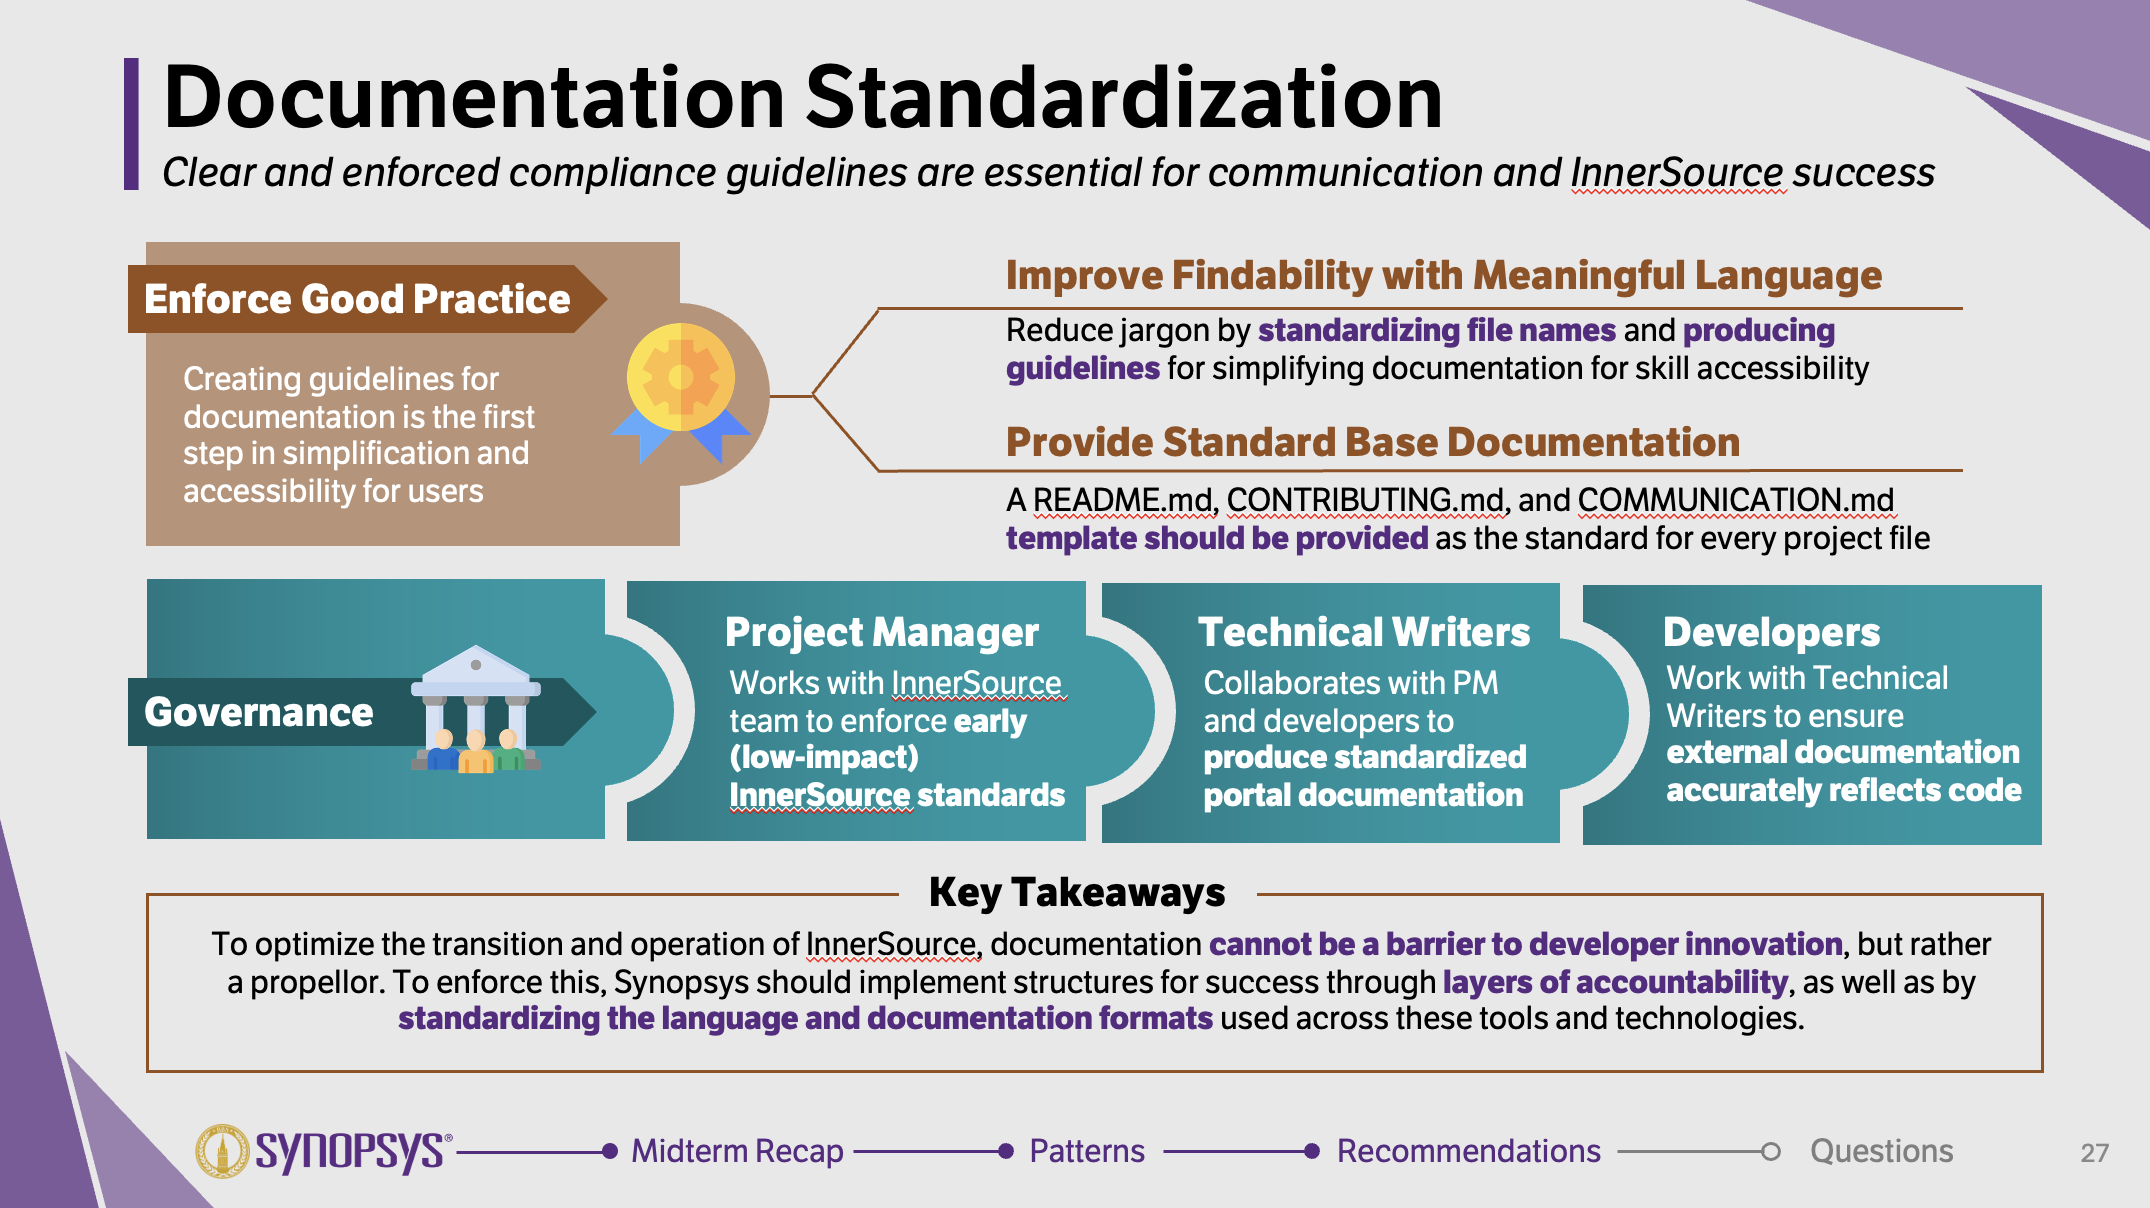 Documentation Standardization
Clear and enforced compliance guidelines are essential for communication and InnerSource success
Enforce Good Practice
Creating guidelines for
documentation is the first
step in simplification and
accessibility for users
Improve Findability with Meaningful Language
Reduce jargon by standardizing file names and producing
guidelines for simplifying documentation for skill accessibility
Provide Standard Base Documentation
A README.md, CONTRIBUTING.md, and COMMUNICATION.md
template should be provided as the standard for every project file
Governance
Project Manager
Works with InnerSource
team to enforce early
(low-impact)
InnerSource standards
Technical Writers
Collaborates with PM
and developers to
produce standardized
portal documentation
Developers
Work with Technical
Writers to ensure
external documentation
accurately reflects code
Key Takeaways
To optimize the transition and operation of InnerSource, documentation cannot be a barrier to developer innovation, but rather
a propellor. To enforce this, Synopsys should implement structures for success through layers of accountability, as well as by
standardizing the language and documentation formats used across these tools and technologies.
SYNOPSYS®
Midterm Recap
Patterns
Recommendations
Questions
27